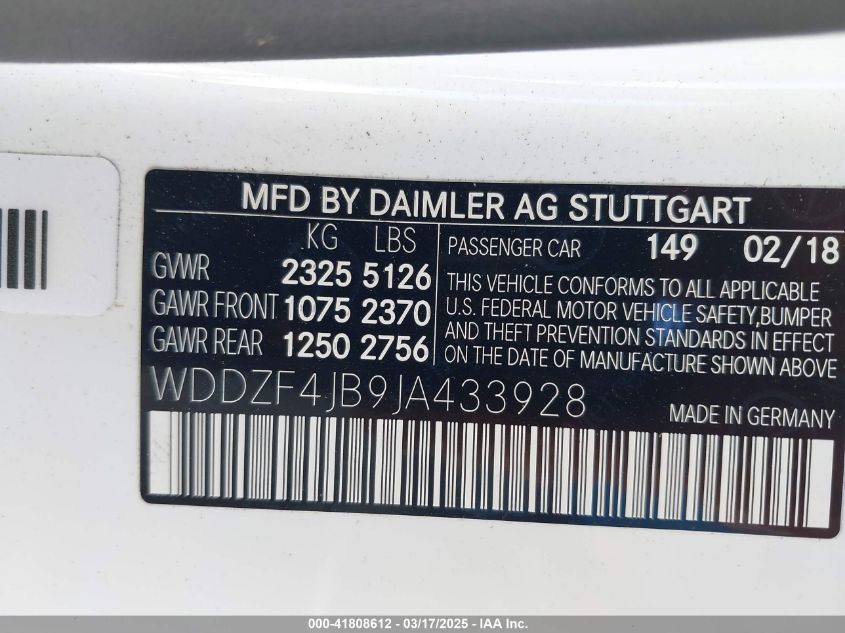 MFD BY DAIMLER AG STUTTGART
KG LBS
GVWR 2325 5126
GAWR FRONT 1075 2370
GAWR REAR 1250 2756
PASSENGER CAR 149 02/18
THIS VEHICLE CONFORMS TO ALL APPLICABLE
U.S. FEDERAL MOTOR VEHICLE SAFETY,BUMPER
AND THEFT PREVENTION STANDARDS IN EFFECT
ON THE DATE OF MANUFACTURE SHOWN ABOVE
WDDZF4JB9JA433928
MADE IN GERMANY
000-41808612 - 03/17/2025 - IAA Inc.